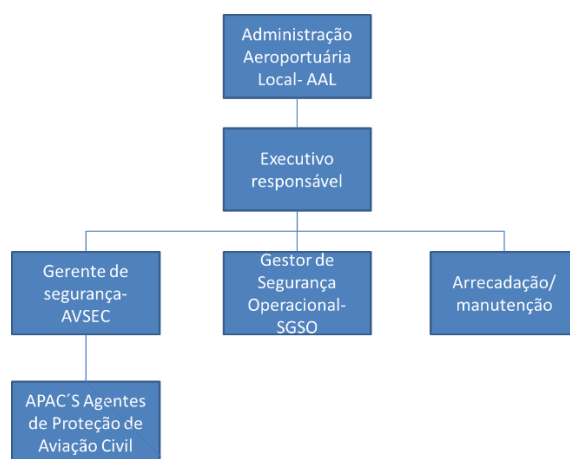 Administração
Aeroportuária
Local- AAL
Executivo
responsável
Gerente de
segurança-
AVSEC
Gestor de
Segurança
Operacional-
SGSO
Arrecadação/
manutenção
APAC´S Agentes
de Proteção de
Aviação Civil